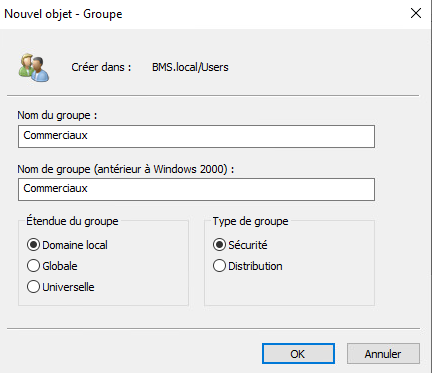 Nouvel objet - Groupe
Créer dans : BMS.local/Users
Nom du groupe :
Commerciaux
Nom de groupe (antérieur à Windows 2000) :
Commerciaux
Étendue du groupe
Domaine local
Globale
Universelle
Type de groupe
Sécurité
Distribution
OK
Annuler